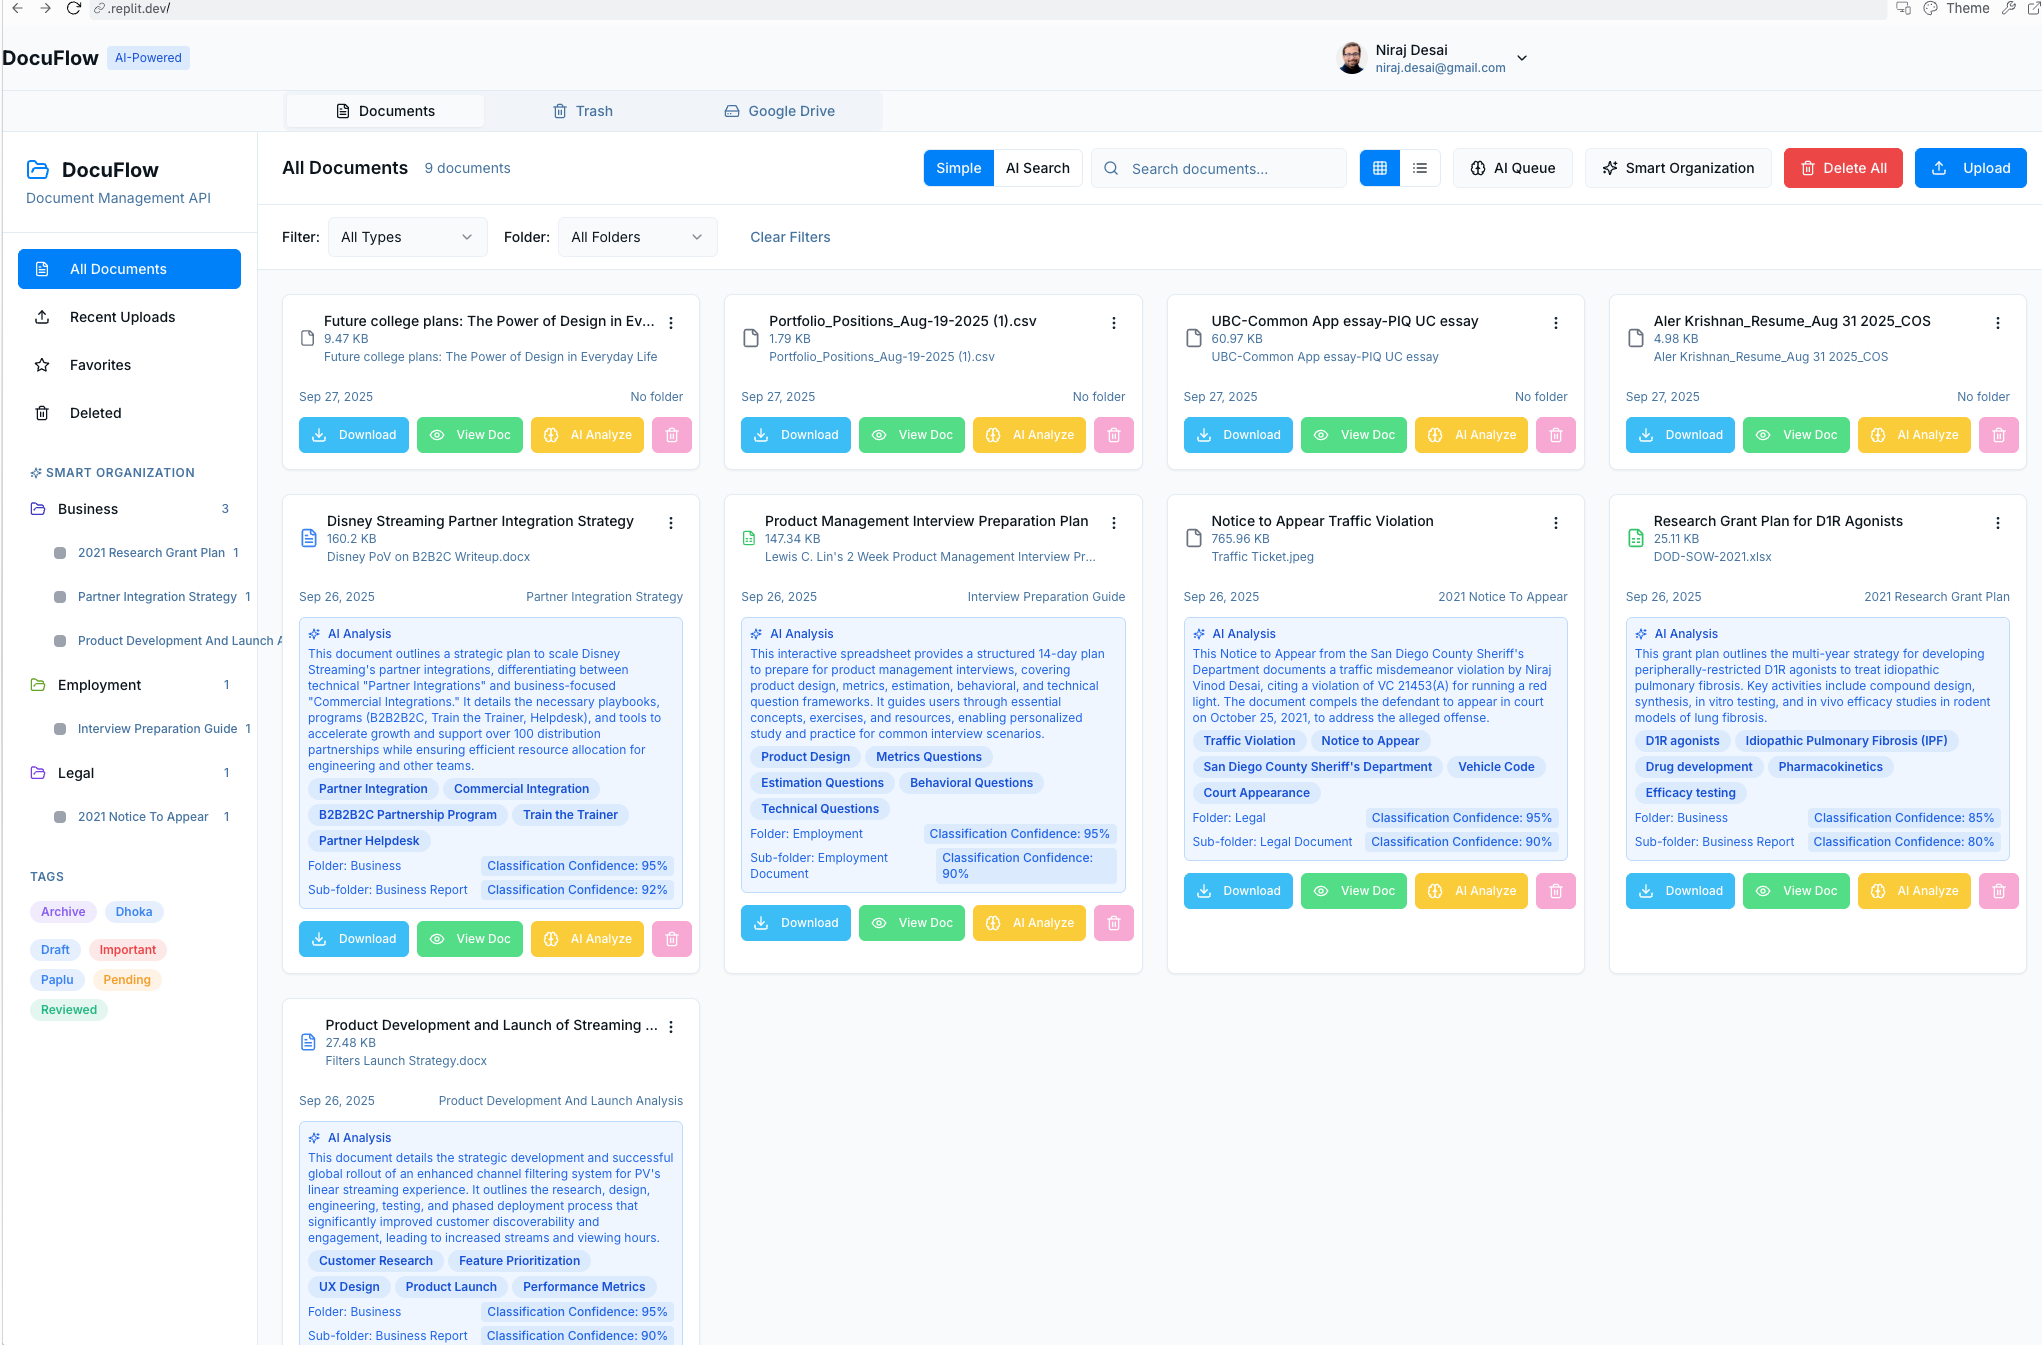 .replit.dev/
Theme
DocuFlow
AI-Powered
Niraj Desai
niraj.desai@gmail.com
Documents
Trash
Google Drive
DocuFlow
Document Management API
All Documents
Recent Uploads
Favorites
Deleted
SMART ORGANIZATION
Business 3
2021 Research Grant Plan 1
Partner Integration Strategy 1
Product Development And Launch A
Employment 1
Interview Preparation Guide 1
Legal 1
2021 Notice To Appear 1
TAGS
Archive Dhoka
Draft Important
Paplu Pending
Reviewed
All Documents 9 documents
Simple AI Search Search documents... AI Queue Smart Organization Delete All Upload
Filter: All Types Folder: All Folders Clear Filters
Future college plans: The Power of Design in Ev...
9.47 KB
Future college plans: The Power of Design in Everyday Life
Sep 27, 2025 No folder
Download View Doc AI Analyze
Portfolio_Positions_Aug-19-2025 (1).csv
1.79 KB
Portfolio_Positions_Aug-19-2025 (1).csv
Sep 27, 2025 No folder
Download View Doc AI Analyze
UBC-Common App essay-PIQ UC essay
60.97 KB
UBC-Common App essay-PIQ UC essay
Sep 27, 2025 No folder
Download View Doc AI Analyze
Aler Krishnan_Resume_Aug 31 2025_COS
4.98 KB
Aler Krishnan_Resume_Aug 31 2025_COS
Sep 27, 2025 No folder
Download View Doc AI Analyze
Disney Streaming Partner Integration Strategy
160.2 KB
Disney PoV on B2B2C Writeup.docx
Sep 26, 2025 Partner Integration Strategy
AI Analysis
This document outlines a strategic plan to scale Disney
Streaming's partner integrations, differentiating between
technical "Partner Integrations" and business-focused
"Commercial Integrations." It details the necessary playbooks,
programs (B2B2B2C, Train the Trainer, Helpdesk), and tools to
accelerate growth and support over 100 distribution
partnerships while ensuring efficient resource allocation for
engineering and other teams.
Partner Integration Commercial Integration
B2B2B2C Partnership Program Train the Trainer
Partner Helpdesk
Folder: Business Classification Confidence: 95%
Sub-folder: Business Report Classification Confidence: 92%
Download View Doc AI Analyze
Product Management Interview Preparation Plan
147.34 KB
Lewis C. Lin's 2 Week Product Management Interview Pr...
Sep 26, 2025 Interview Preparation Guide
AI Analysis
This interactive spreadsheet provides a structured 14-day plan
to prepare for product management interviews, covering
product design, metrics, estimation, behavioral, and technical
question frameworks. It guides users through essential
concepts, exercises, and resources, enabling personalized
study and practice for common interview scenarios.
Product Design Metrics Questions
Estimation Questions Behavioral Questions
Technical Questions
Folder: Employment Classification Confidence: 95%
Sub-folder: Employment Classification Confidence:
Document 90%
Download View Doc AI Analyze
Notice to Appear Traffic Violation
765.96 KB
Traffic Ticket.jpeg
Sep 26, 2025 2021 Notice To Appear
AI Analysis
This Notice to Appear from the San Diego County Sheriff's
Department documents a traffic misdemeanor violation by Niraj
Vinod Desai, citing a violation of VC 21453(A) for running a red
light. The document compels the defendant to appear in court
on October 25, 2021, to address the alleged offense.
Traffic Violation Notice to Appear
San Diego County Sheriff's Department Vehicle Code
Court Appearance
Folder: Legal Classification Confidence: 95%
Sub-folder: Legal Document Classification Confidence: 90%
Download View Doc AI Analyze
Research Grant Plan for D1R Agonists
25.11 KB
DOD-SOW-2021.xlsx
Sep 26, 2025 2021 Research Grant Plan
AI Analysis
This grant plan outlines the multi-year strategy for developing
peripherally-restricted D1R agonists to treat idiopathic
pulmonary fibrosis. Key activities include compound design,
synthesis, in vitro testing, and in vivo efficacy studies in rodent
models of lung fibrosis.
D1R agonists Idiopathic Pulmonary Fibrosis (IPF)
Drug development Pharmacokinetics
Efficacy testing
Folder: Business Classification Confidence: 85%
Sub-folder: Business Report Classification Confidence: 80%
Download View Doc AI Analyze
Product Development and Launch of Streaming ...
27.48 KB
Filters Launch Strategy.docx
Sep 26, 2025 Product Development And Launch Analysis
AI Analysis
This document details the strategic development and successful
global rollout of an enhanced channel filtering system for PV's
linear streaming experience. It outlines the research, design,
engineering, testing, and phased deployment process that
significantly improved customer discoverability and
engagement, leading to increased streams and viewing hours.
Customer Research Feature Prioritization
UX Design Product Launch Performance Metrics
Folder: Business Classification Confidence: 95%
Sub-folder: Business Report Classification Confidence: 90%